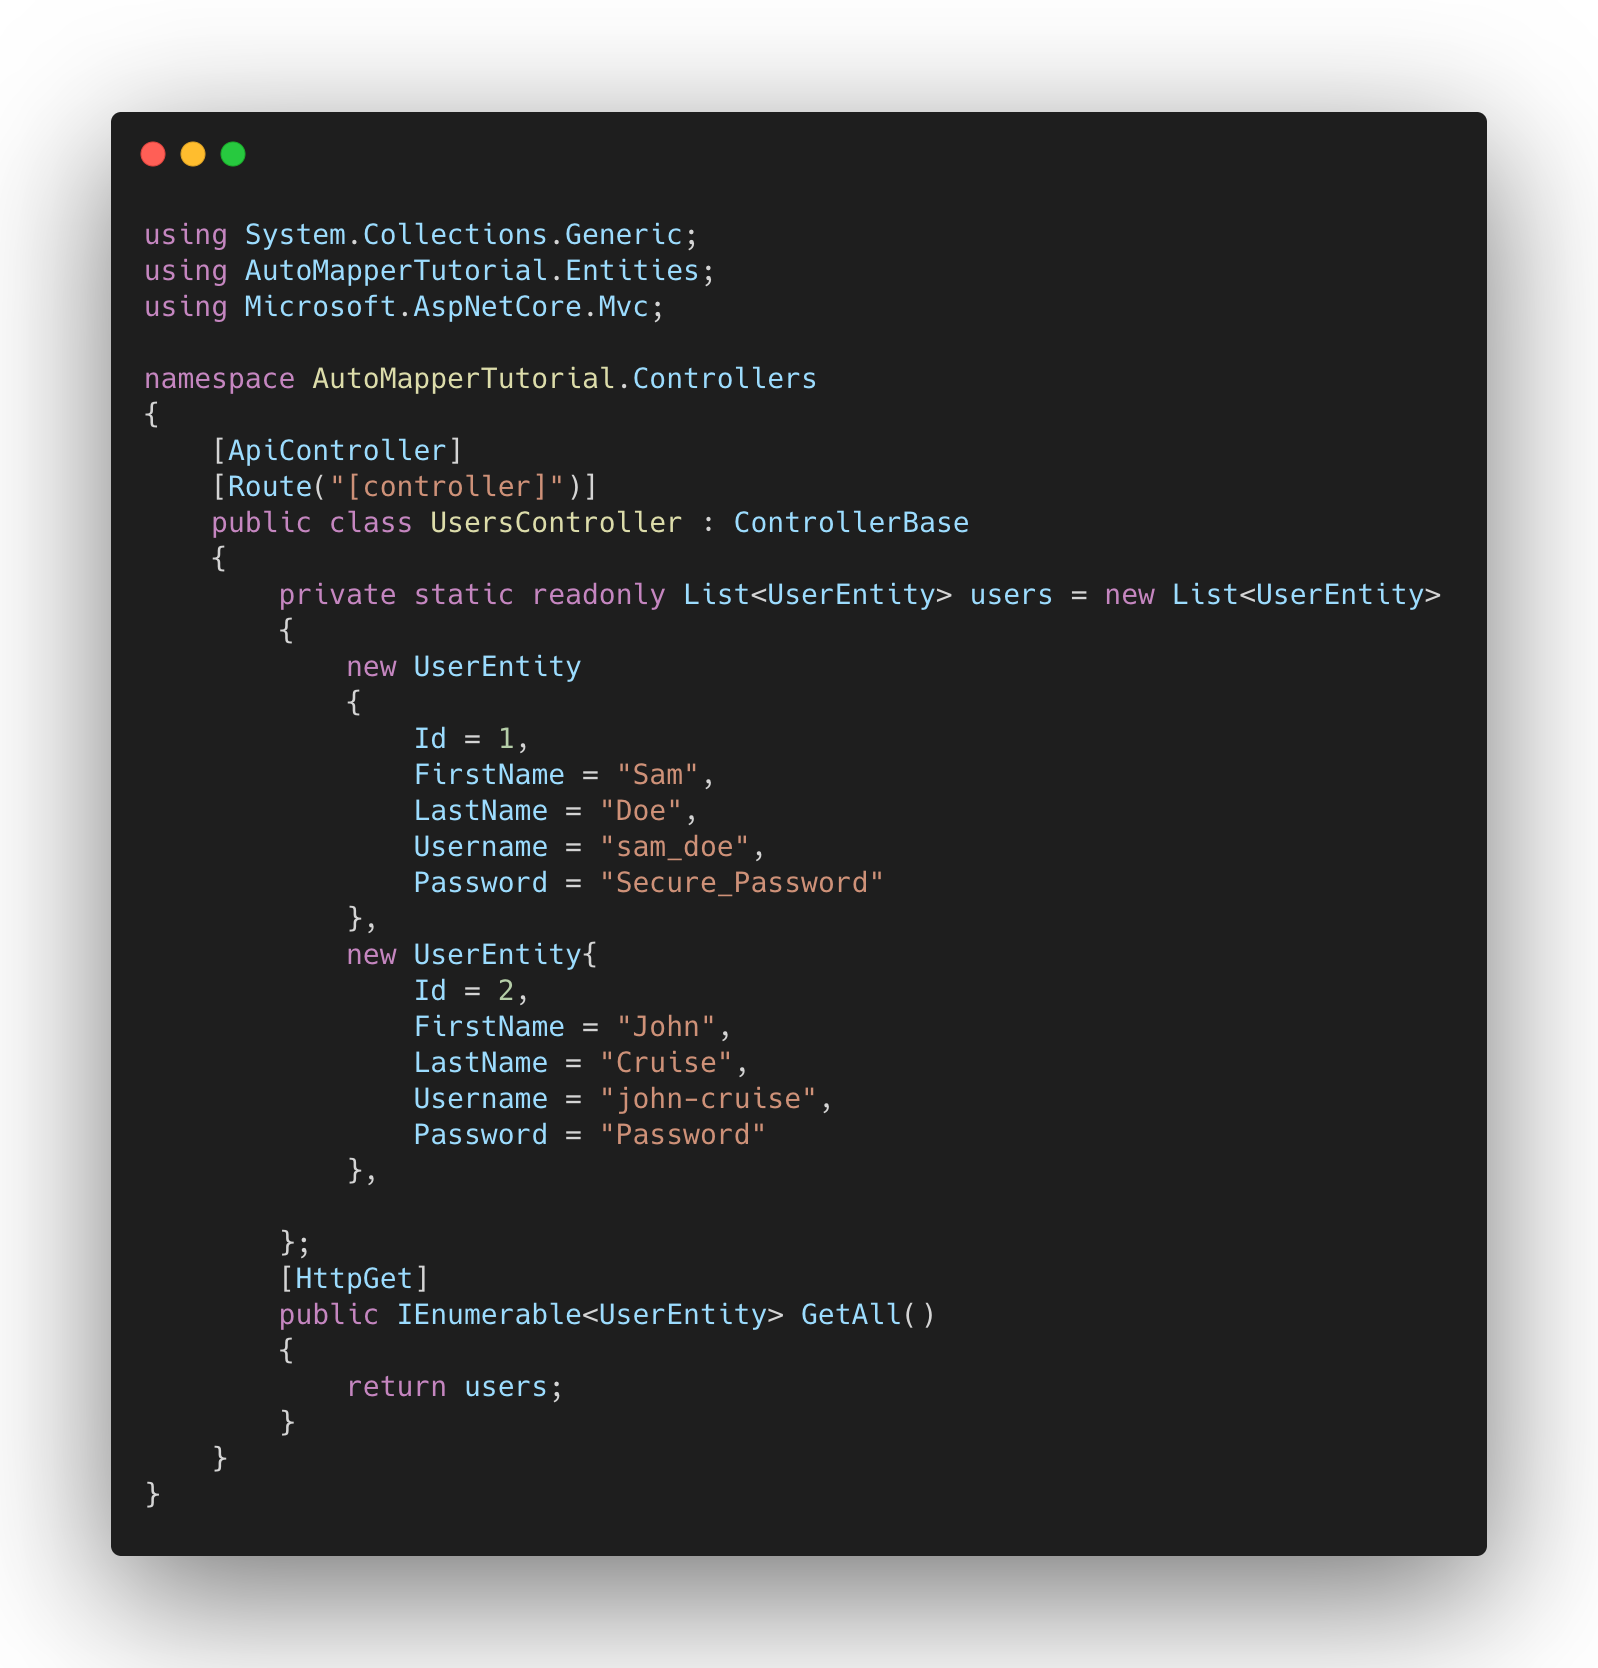 using System.Collections.Generic;
using AutoMapperTutorial.Entities;
using Microsoft.AspNetCore.Mvc;

namespace AutoMapperTutorial.Controllers
{
    [ApiController]
    [Route("[controller]")]
    public class UsersController : ControllerBase
    {
        private static readonly List<UserEntity> users = new List<UserEntity>
        {
            new UserEntity
            {
                Id = 1,
                FirstName = "Sam",
                LastName = "Doe",
                Username = "sam_doe",
                Password = "Secure_Password"
            },
            new UserEntity{
                Id = 2,
                FirstName = "John",
                LastName = "Cruise",
                Username = "john-cruise",
                Password = "Password"
            },

        };
        [HttpGet]
        public IEnumerable<UserEntity> GetAll()
        {
            return users;
        }
    }
}